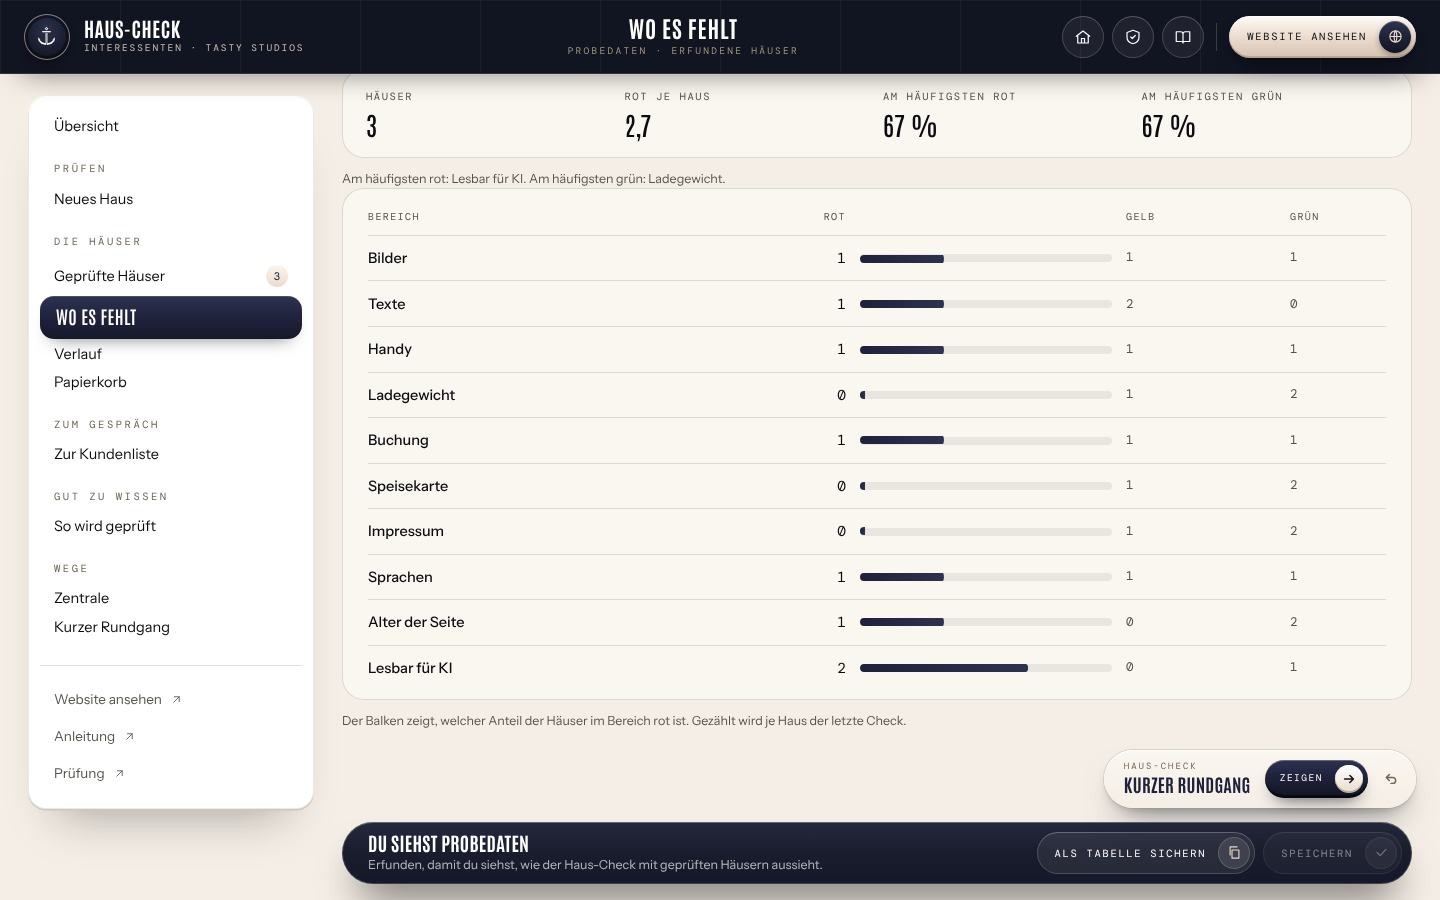 HAUS-CHECK
INTERESSENTEN · TASTY STUDIOS
WO ES FEHLT
PROBEDATEN · ERFUNDENE HÄUSER
WEBSITE ANSEHEN
Übersicht
PRÜFEN
Neues Haus
DIE HÄUSER
Geprüfte Häuser 3
WO ES FEHLT
Verlauf
Papierkorb
ZUM GESPRÄCH
Zur Kundenliste
GUT ZU WISSEN
So wird geprüft
WEGE
Zentrale
Kurzer Rundgang
Website ansehen
Anleitung
Prüfung
HÄUSER ROT JE HAUS AM HÄUFIGSTEN ROT AM HÄUFIGSTEN GRÜN
3 2,7 67 % 67 %
Am häufigsten rot: Lesbar für KI. Am häufigsten grün: Ladegewicht.
BEREICH ROT GELB GRÜN
Bilder 1 1 1
Texte 1 2 0
Handy 1 1 1
Ladegewicht 0 1 2
Buchung 1 1 1
Speisekarte 0 1 2
Impressum 0 1 2
Sprachen 1 1 1
Alter der Seite 1 0 2
Lesbar für KI 2 0 1
Der Balken zeigt, welcher Anteil der Häuser im Bereich rot ist. Gezählt wird je Haus der letzte Check.
HAUS-CHECK
KURZER RUNDGANG
ZEIGEN
DU SIEHST PROBEDATEN
Erfunden, damit du siehst, wie der Haus-Check mit geprüften Häusern aussieht.
ALS TABELLE SICHERN
SPEICHERN